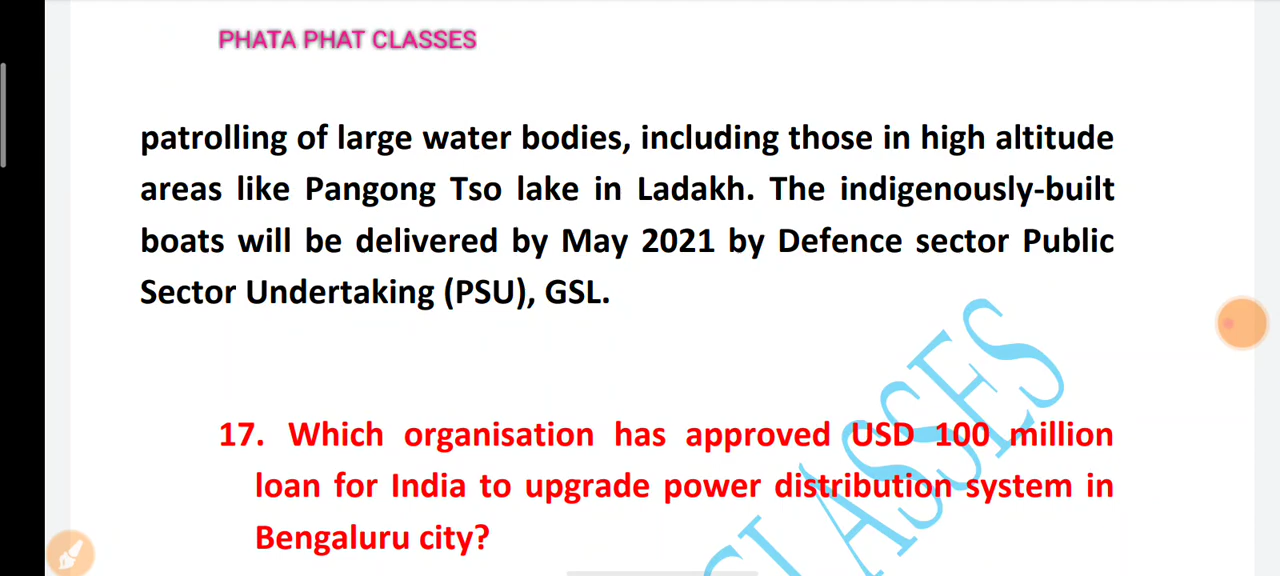 PHATA PHAT CLASSES
patrolling of large water bodies, including those in high altitude
areas like Pangong Tso lake in Ladakh. The indigenously-built
boats will be delivered by May 2021 by Defence sector Public
Sector Undertaking (PSU), GSL.
17. Which organisation has approved USD 100 million
loan for India to upgrade power distribution system in
Bengaluru city?
CLASSES